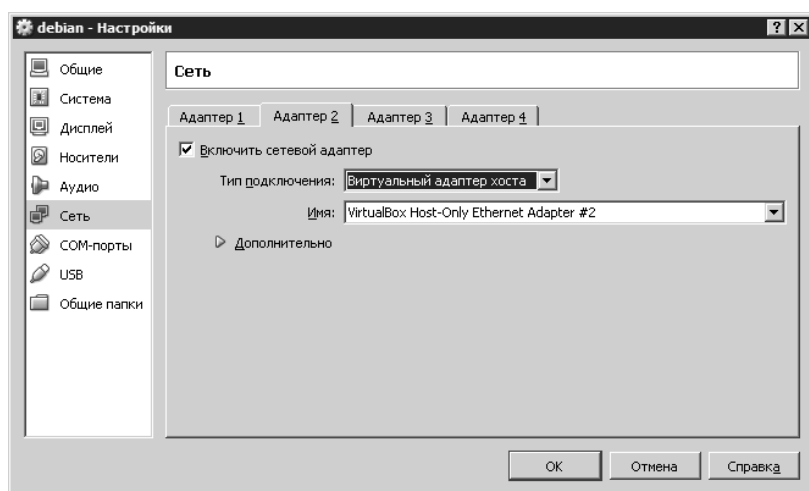 debian - Настройки
Общие
Система
Дисплей
Носители
Аудио
Сеть
COM-порты
USB
Общие папки
Сеть
Адаптер 1 Адаптер 2 Адаптер 3 Адаптер 4
Включить сетевой адаптер
Тип подключения: Виртуальный адаптер хоста
Имя: VirtualBox Host-Only Ethernet Adapter #2
Дополнительно
OK Отмена Справка